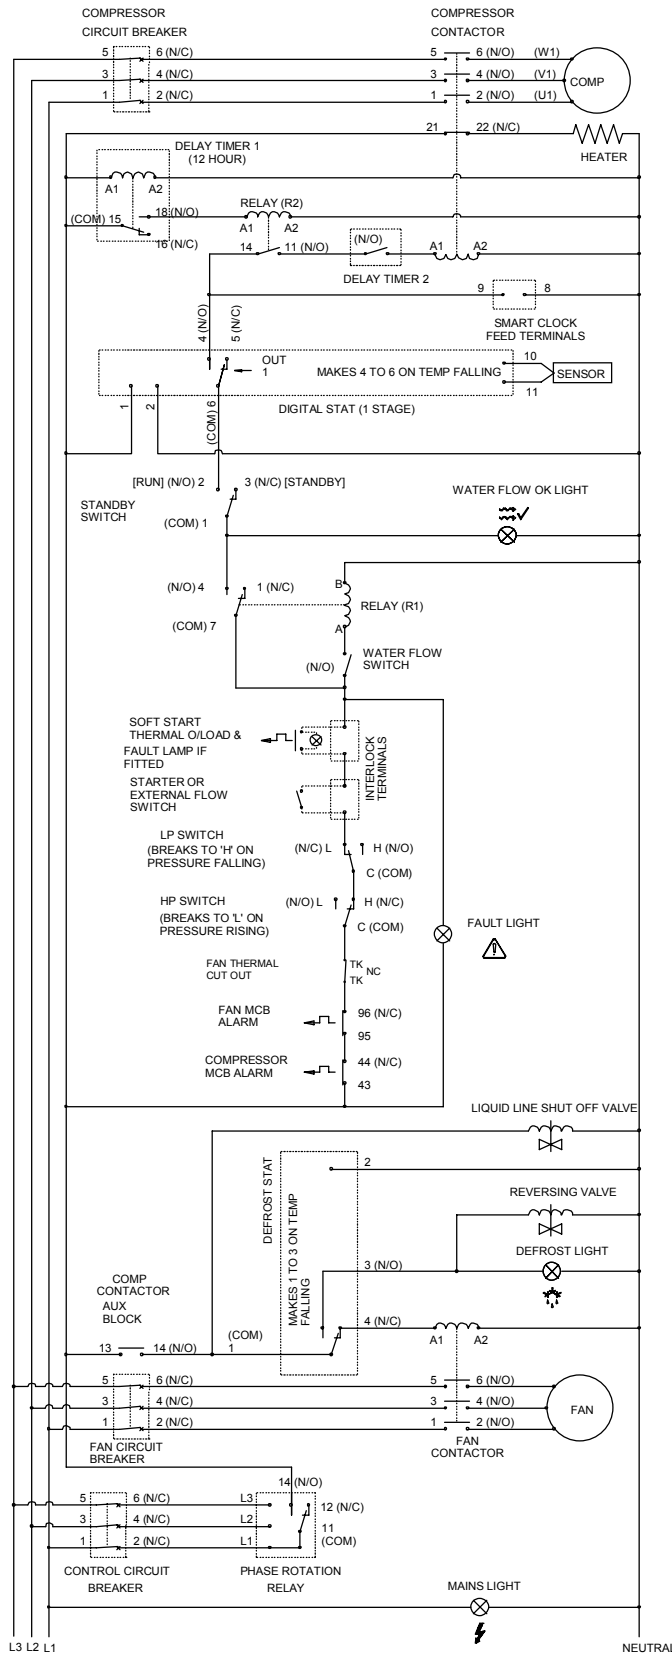 COMPRESSOR
CIRCUIT BREAKER
COMPRESSOR
CONTACTOR
5 6 (N/C) 5 6 (N/O) (W1)
3 4 (N/C) 3 4 (N/O) (V1) COMP
1 2 (N/C) 1 2 (N/O) (U1)
21 22 (N/C)
HEATER
DELAY TIMER 1
(12 HOUR)
A1 A2
(COM) 15 18 (N/O)
16 (N/C)
RELAY (R2)
A1 A2
14 11 (N/O)
(N/O)
DELAY TIMER 2
A1 A2
9 8
SMART CLOCK
FEED TERMINALS
4 (N/O)
5 (N/C)
OUT
1
MAKES 4 TO 6 ON TEMP FALLING
10
SENSOR
11
1
2
(COM) 6
DIGITAL STAT (1 STAGE)
[RUN] (N/O) 2 3 (N/C) [STANDBY]
STANDBY
SWITCH
(COM) 1
WATER FLOW OK LIGHT
(N/O) 4 1 (N/C)
(COM) 7
B
RELAY (R1)
A
WATER FLOW
SWITCH
(N/O)
SOFT START
THERMAL O/LOAD &
FAULT LAMP IF
FITTED
INTERLOCK
TERMINALS
STARTER OR
EXTERNAL FLOW
SWITCH
LP SWITCH
(BREAKS TO 'H' ON
PRESSURE FALLING)
(N/C) L H (N/O)
C (COM)
HP SWITCH
(BREAKS TO 'L' ON
PRESSURE RISING)
(N/O) L H (N/C)
C (COM)
FAULT LIGHT
FAN THERMAL
CUT OUT
TK
NC
TK
FAN MCB
ALARM
96 (N/C)
95
COMPRESSOR
MCB ALARM
44 (N/C)
43
LIQUID LINE SHUT OFF VALVE
DEFROST STAT
MAKES 1 TO 3 ON TEMP
FALLING
2
REVERSING VALVE
DEFROST LIGHT
3 (N/O)
COMP
CONTACTOR
AUX
BLOCK
13 14 (N/O)
(COM)
1
4 (N/C)
A1 A2
5 6 (N/C) 5 6 (N/O)
3 4 (N/C) 3 4 (N/O) FAN
1 2 (N/C) 1 2 (N/O)
FAN CIRCUIT
BREAKER
FAN
CONTACTOR
14 (N/O)
5 6 (N/C) L3 12 (N/C)
3 4 (N/C) L2 11
(COM)
1 2 (N/C) L1
CONTROL CIRCUIT
BREAKER
PHASE ROTATION
RELAY
MAINS LIGHT
L3 L2 L1 NEUTRAL